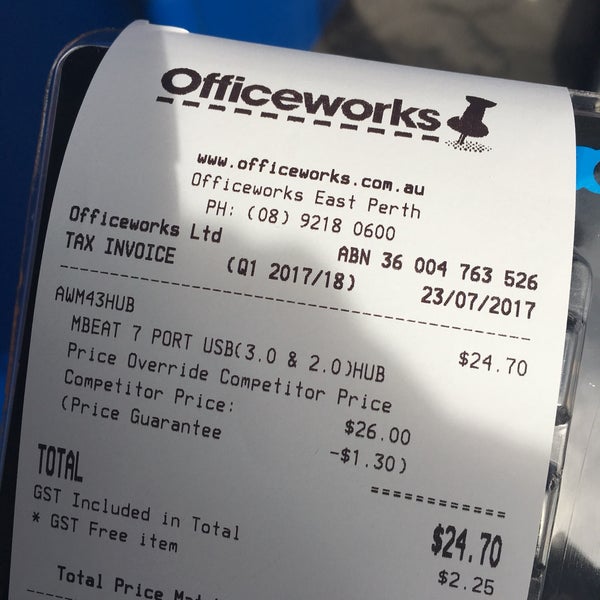 Officeworks
www.officeworks.com.au
Officeworks East Perth
PH: (08) 9218 0600
Officeworks Ltd ABN 36 004 763 526
TAX INVOICE (Q1 2017/18) 23/07/2017
AWM43HUB
MBEAT 7 PORT USB(3.0 & 2.0)HUB $24.70
Price Override Competitor Price
Competitor Price: $26.00
(Price Guarantee -$1.30)
TOTAL $24.70
GST Included in Total $2.25
* GST Free item
Total Price